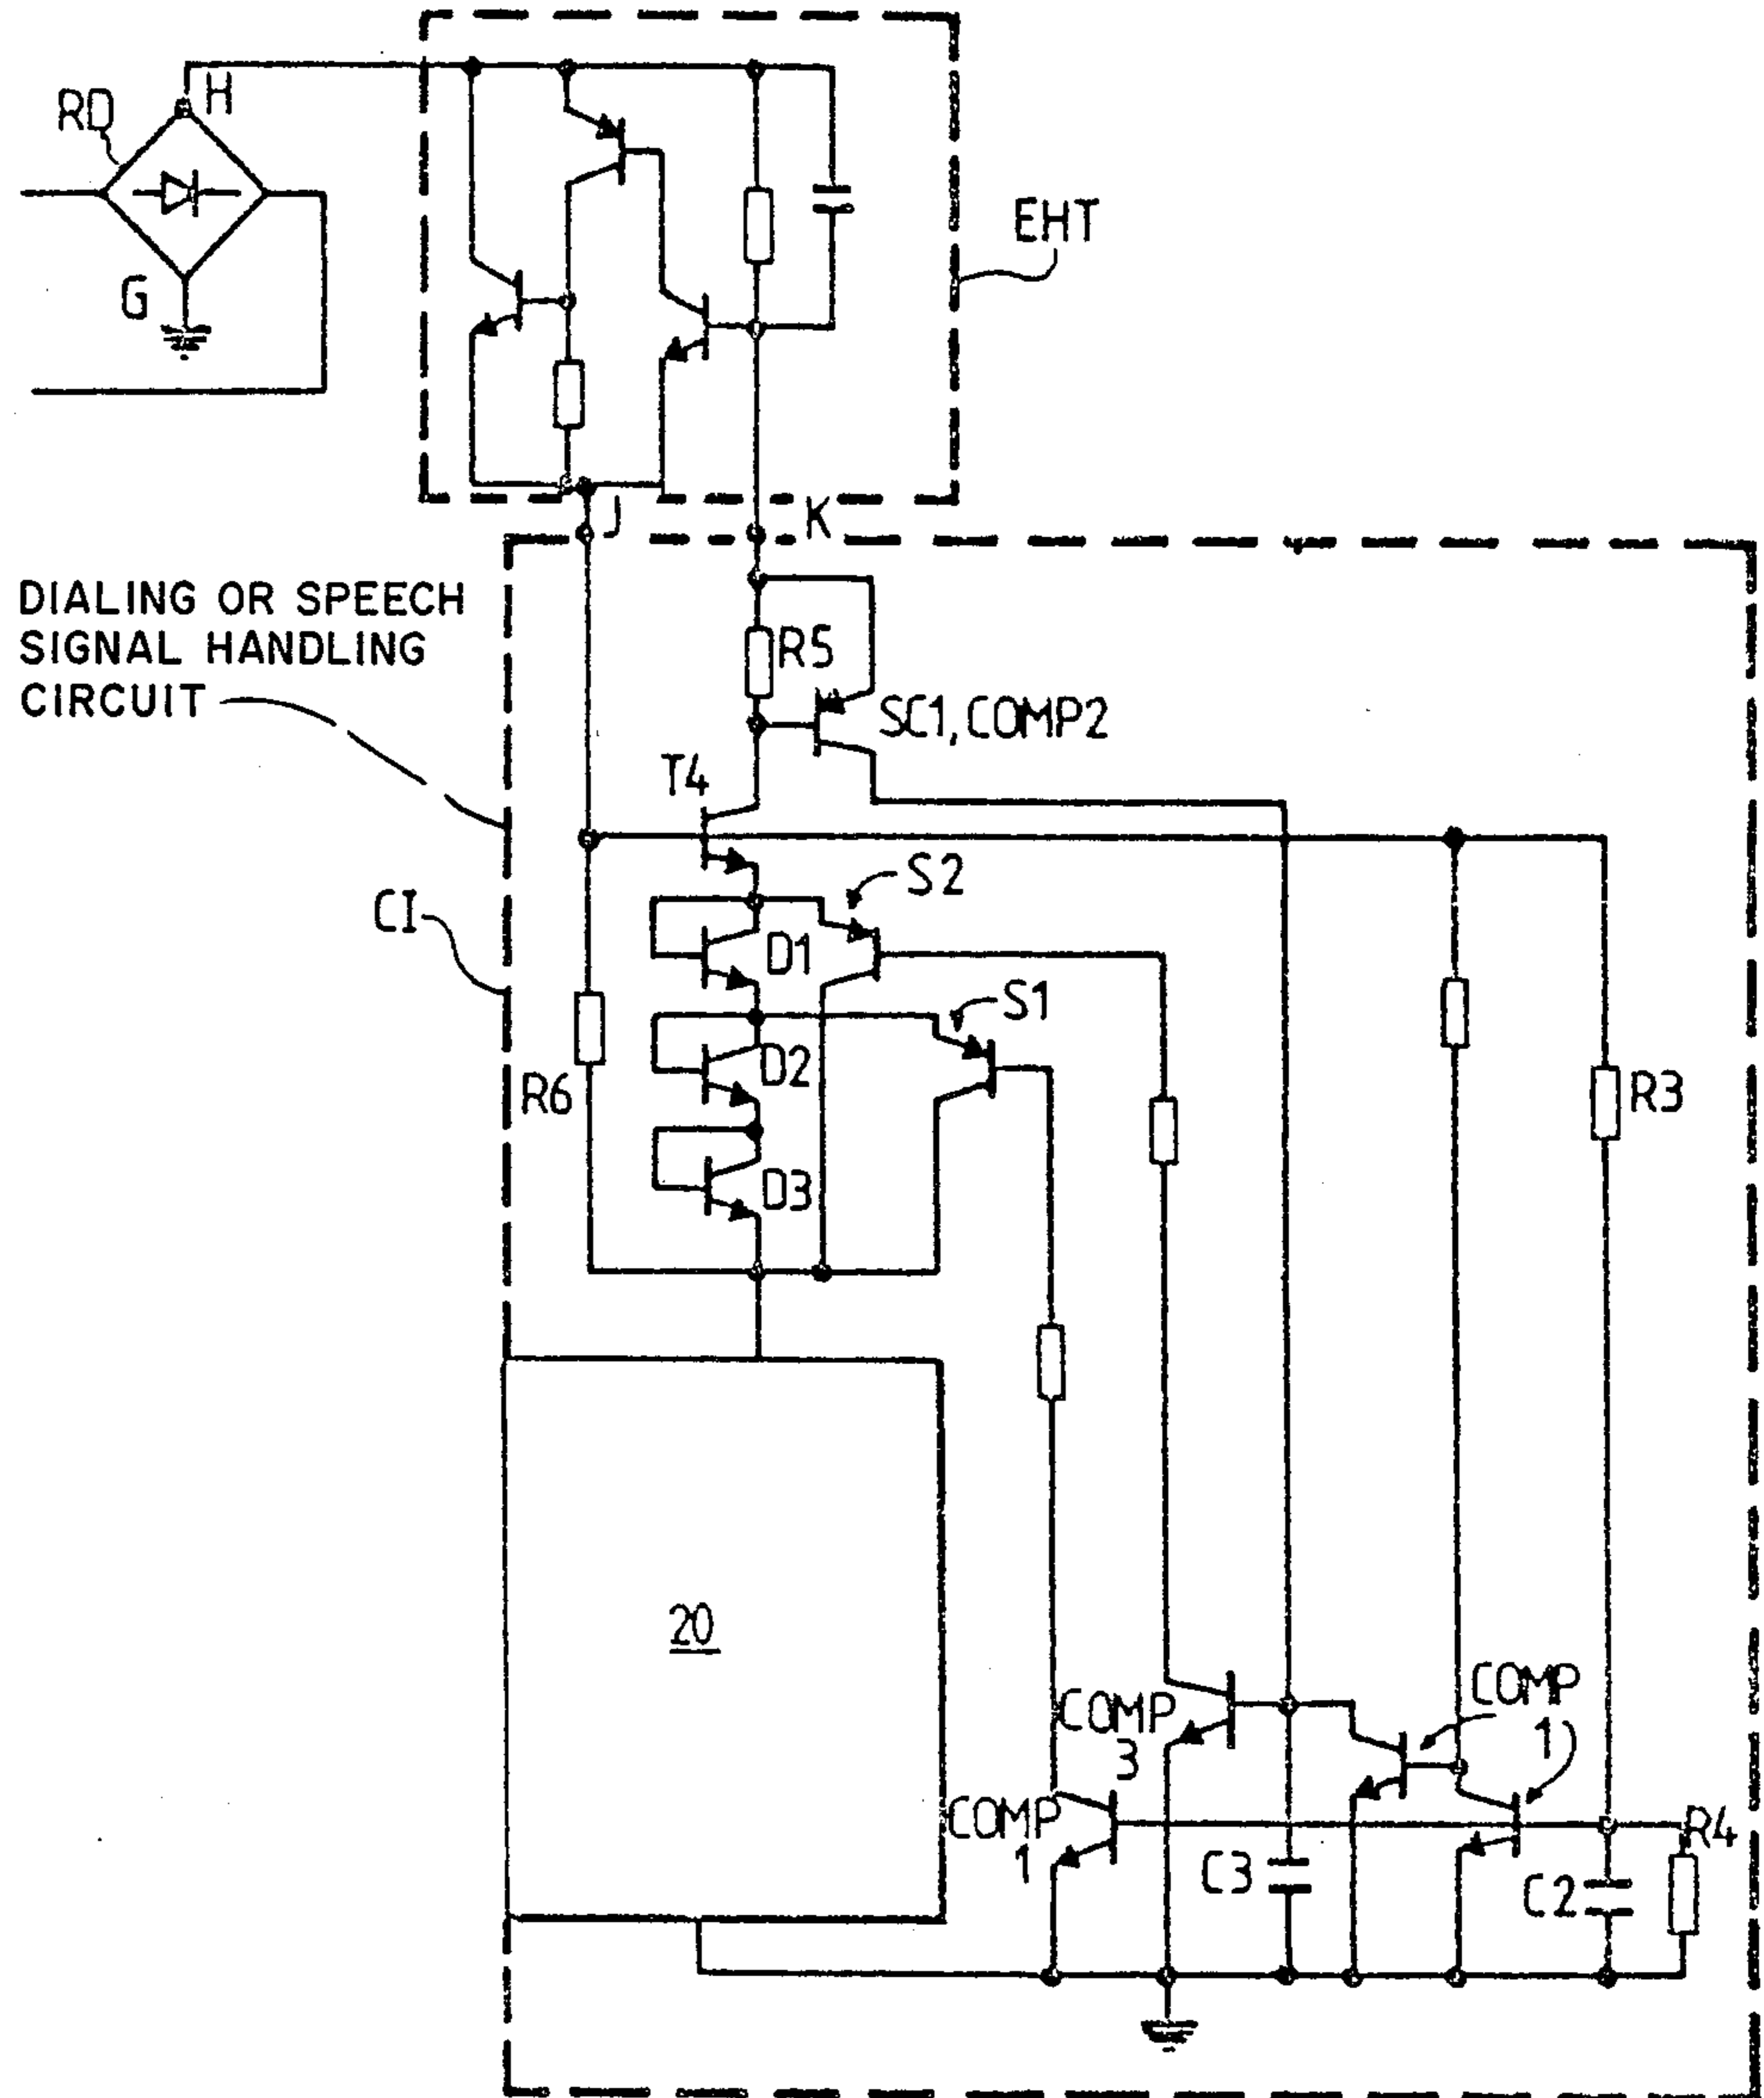 H
RD
G
EHT
J
K
DIALING OR SPEECH
SIGNAL HANDLING
CIRCUIT
R5
SC1,COMP2
T4
S2
CI
D1
S1
D2
R6
R3
D3
20
COMP
1
COMP
3
COMP
1
R4
C3
C2